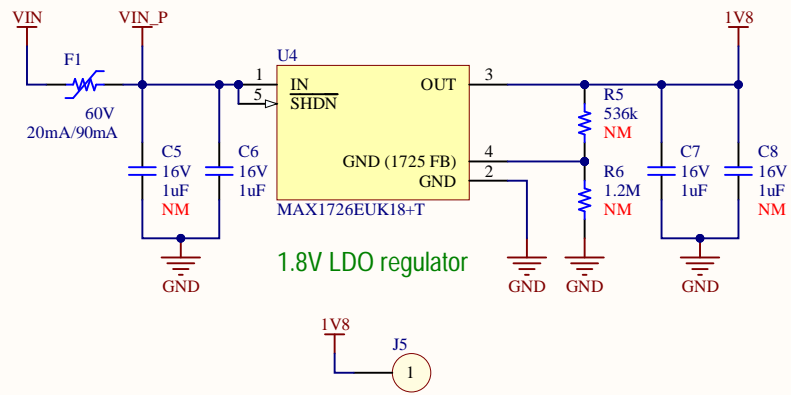 VIN
VIN_P
1V8
F1
60V
20mA/90mA
U4
1
IN
5
SHDN
OUT
3
GND (1725 FB)
4
GND
2
MAX1726EUK18+T
R5
536k
NM
R6
1.2M
NM
C5
16V
1uF
NM
C6
16V
1uF
C7
16V
1uF
C8
16V
1uF
NM
GND
1.8V LDO regulator
GND
GND
GND
1V8
J5
1